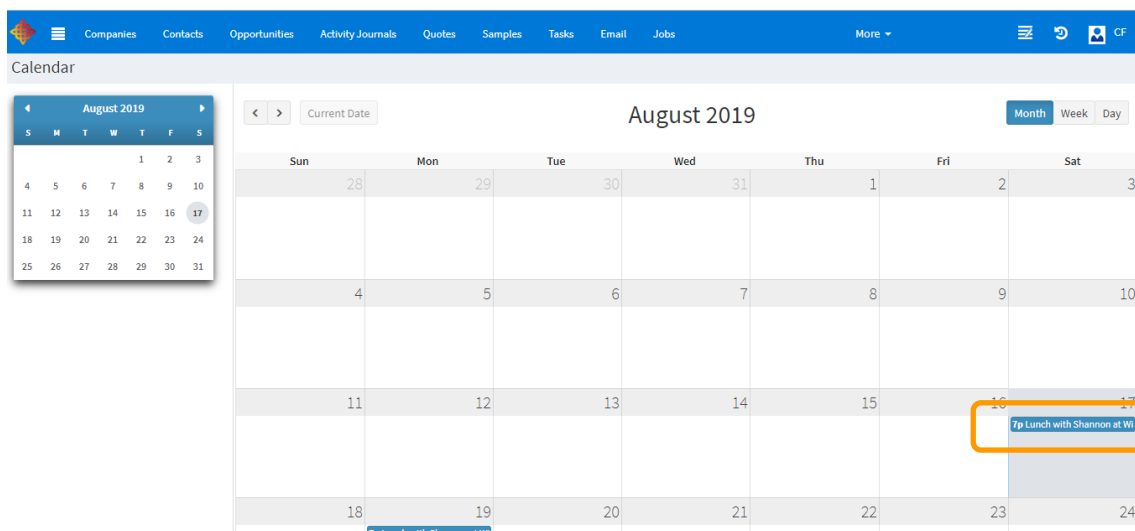 Companies Contacts Opportunities Activity Journals Quotes Samples Tasks Email Jobs More CF
Calendar
August 2019
S M T W T F S
1 2 3
4 5 6 7 8 9 10
11 12 13 14 15 16 17
18 19 20 21 22 23 24
25 26 27 28 29 30 31
Current Date
August 2019
Month Week Day
Sun Mon Tue Wed Thu Fri Sat
28 29 30 31 1 2 3
4 5 6 7 8 9 10
11 12 13 14 15 16 17
7p Lunch with Shannon at Wi
18 19 20 21 22 23 24